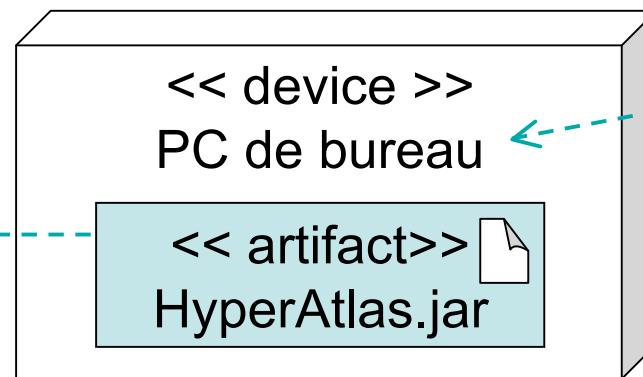 << device >>
PC de bureau
<< artifact>>
HyperAtlas.jar